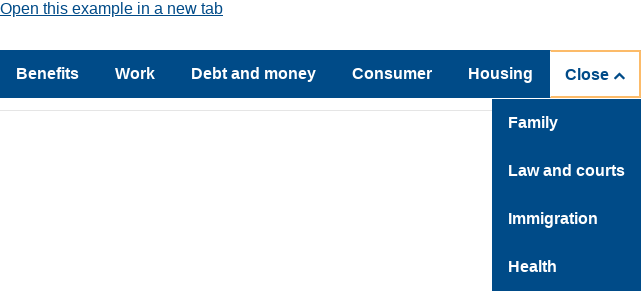 Open this example in a new tab
Benefits Work Debt and money Consumer Housing Close
Family
Law and courts
Immigration
Health